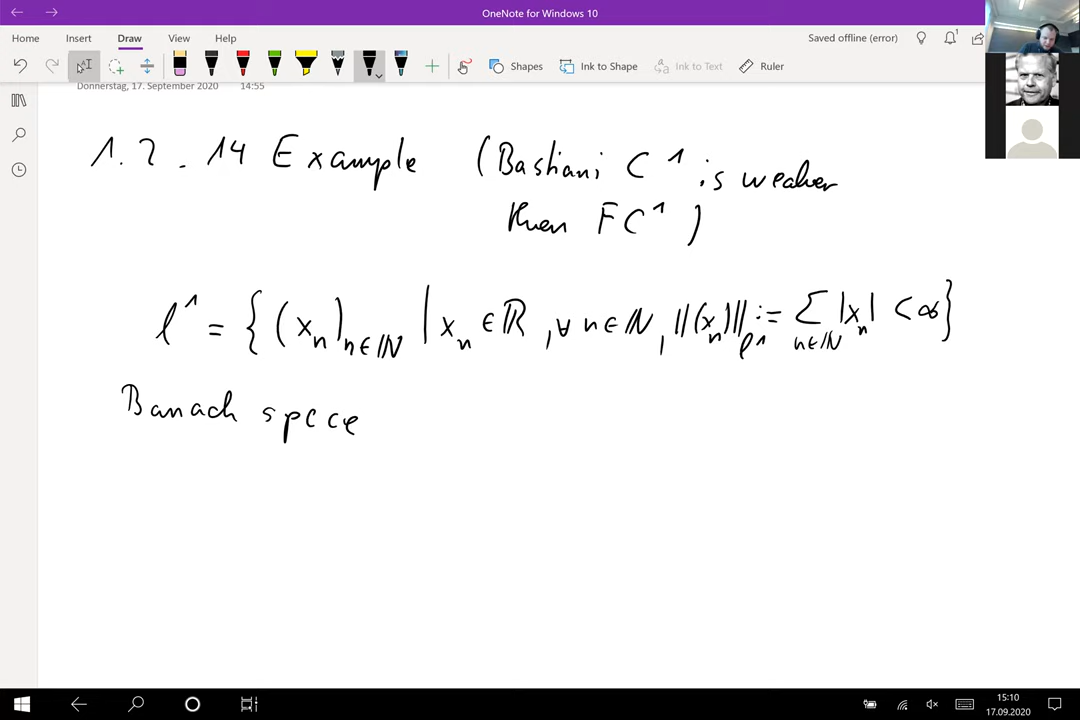 OneNote for Windows 10
Home Insert Draw View Help
Saved offline (error)
Shapes Ink to Shape Ink to Text Ruler
Donnerstag, 17. September 2020 14:55
1.2.14 Example (Bastiani C^1 is weaker
then FC^1)
l^1 = { (x_n)_{n∈ℕ} | x_n ∈ ℝ, ∀ n∈ℕ, ||(x_n)||_{l^1} := ∑_{n∈ℕ} |x_n| < ∞ }
Banach space
15:10
17.09.2020